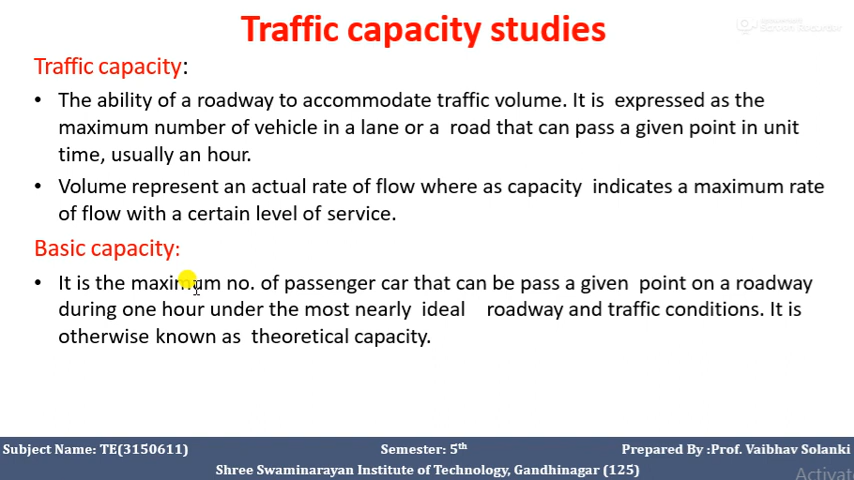 Traffic capacity studies
Traffic capacity:
• The ability of a roadway to accommodate traffic volume. It is expressed as the
maximum number of vehicle in a lane or a road that can pass a given point in unit
time, usually an hour.
• Volume represent an actual rate of flow where as capacity indicates a maximum rate
of flow with a certain level of service.
Basic capacity:
• It is the maximum no. of passenger car that can be pass a given point on a roadway
during one hour under the most nearly ideal roadway and traffic conditions. It is
otherwise known as theoretical capacity.
Subject Name: TE(3150611) Semester: 5th Prepared By :Prof. Vaibhav Solanki
Shree Swaminarayan Institute of Technology, Gandhinagar (125)
Screen Recorder
Activat